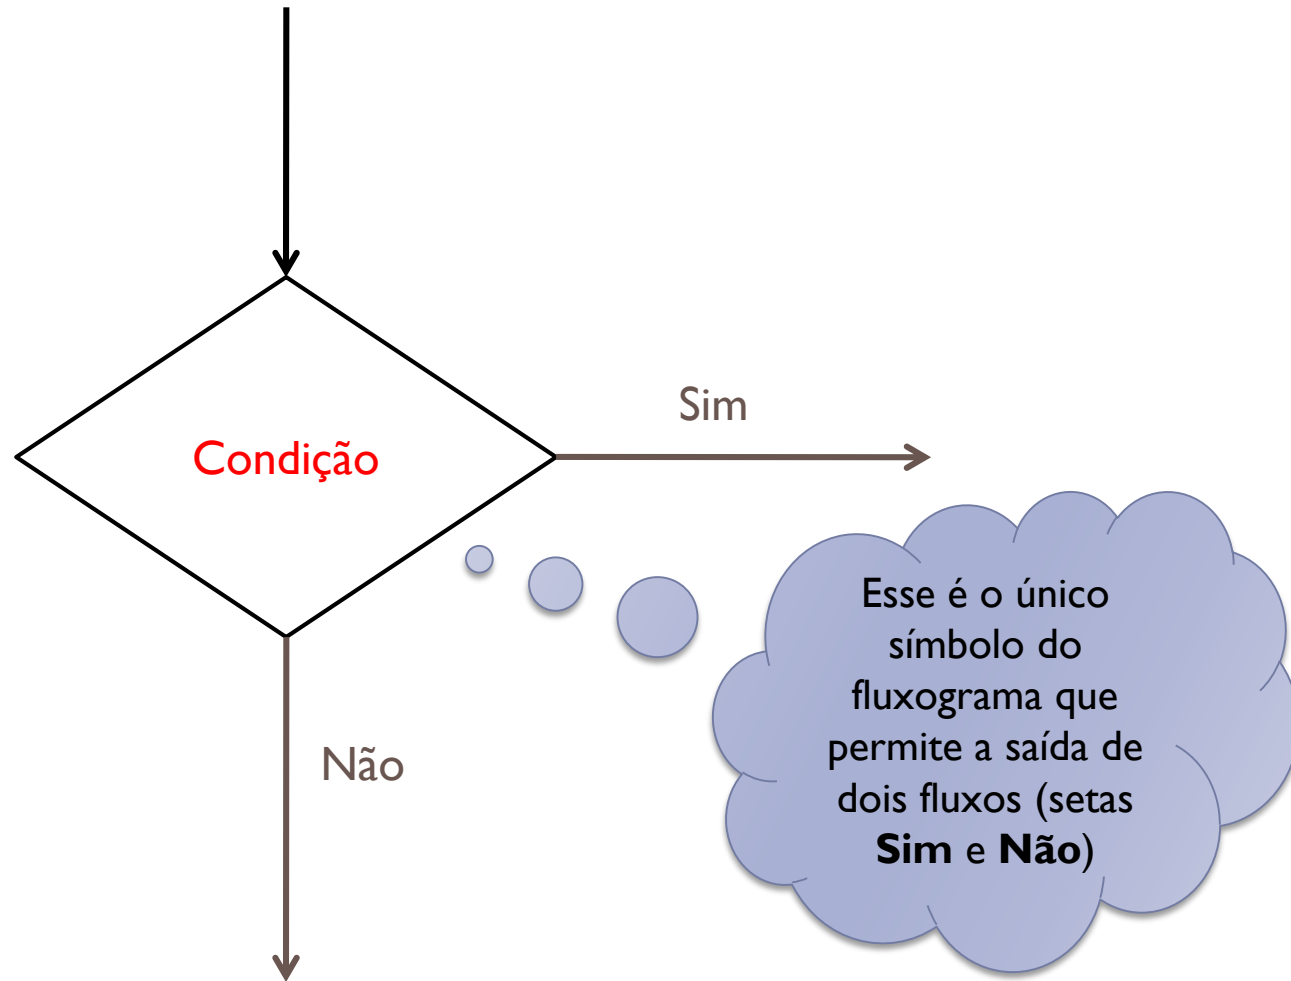 Sim
Condição
Não
Esse é o único
símbolo do
fluxograma que
permite a saída de
dois fluxos (setas
Sim e Não)